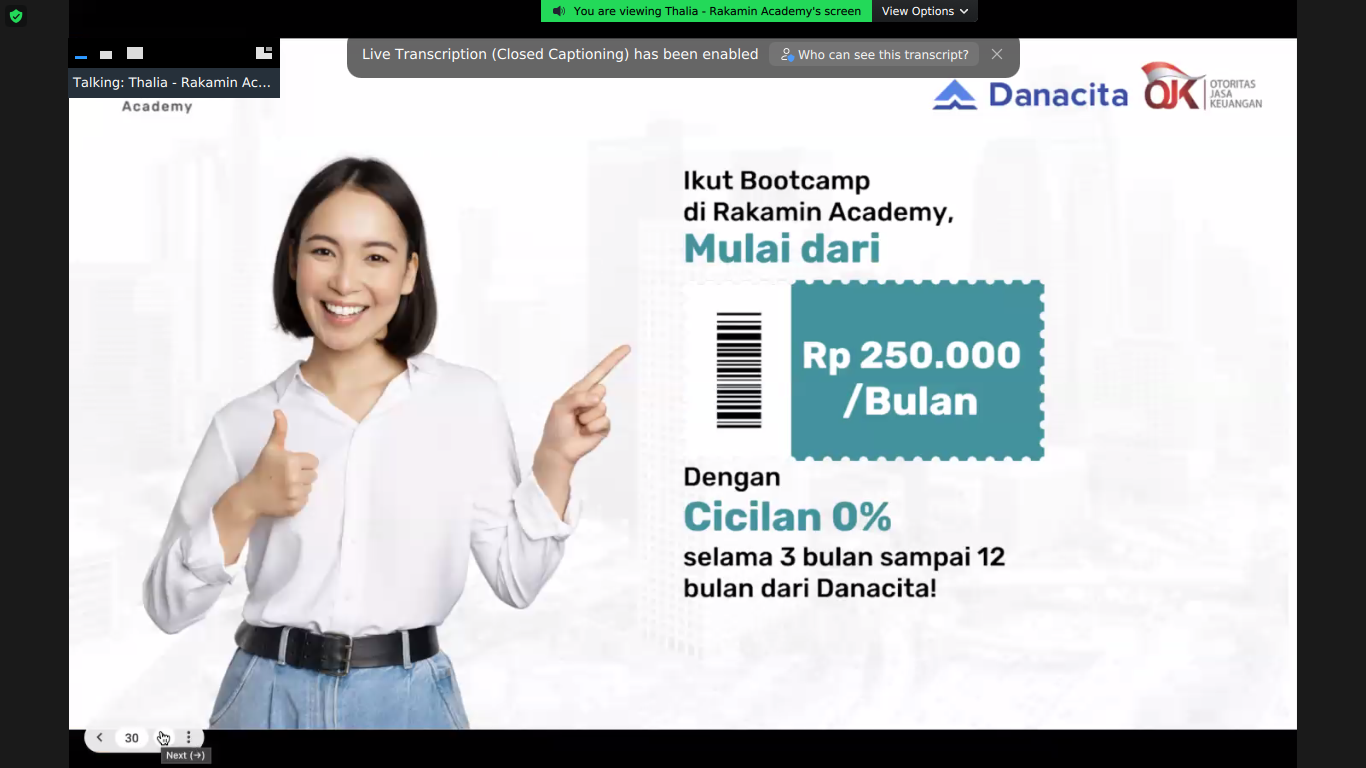 You are viewing Thalia - Rakamin Academy's screen
View Options
Live Transcription (Closed Captioning) has been enabled
Who can see this transcript?
Talking: Thalia - Rakamin Ac...
Academy
Danacita
OJK
OTORITAS
JASA
KEUANGAN
Ikut Bootcamp
di Rakamin Academy,
Mulai dari
Rp 250.000
/Bulan
Dengan
Cicilan 0%
selama 3 bulan sampai 12
bulan dari Danacita!
30
Next (→)